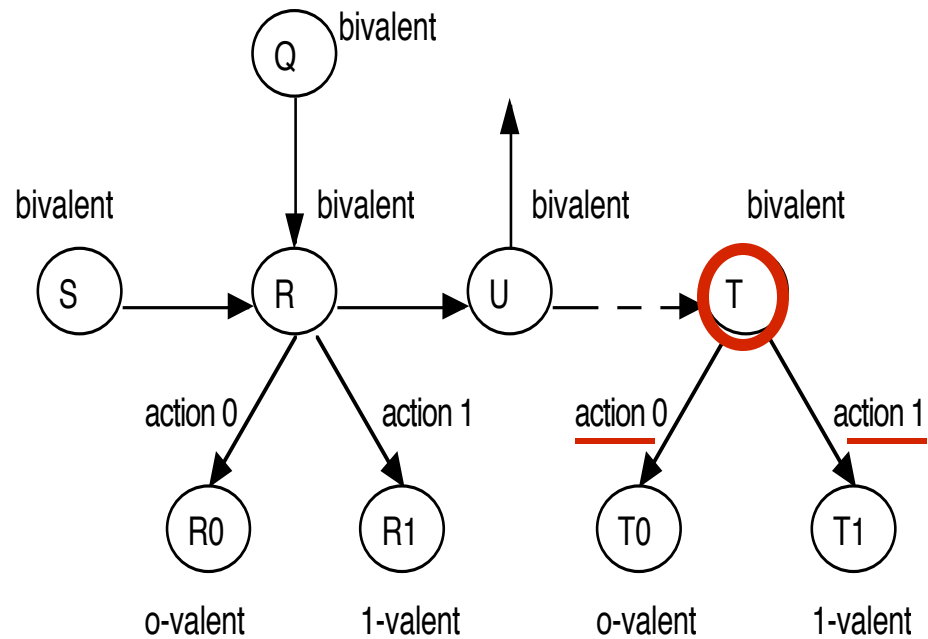 bivalent
Q
bivalent
bivalent
bivalent
bivalent
S
R
U
T
action 0
action 1
action 0
action 1
R0
R1
T0
T1
o-valent
1-valent
o-valent
1-valent